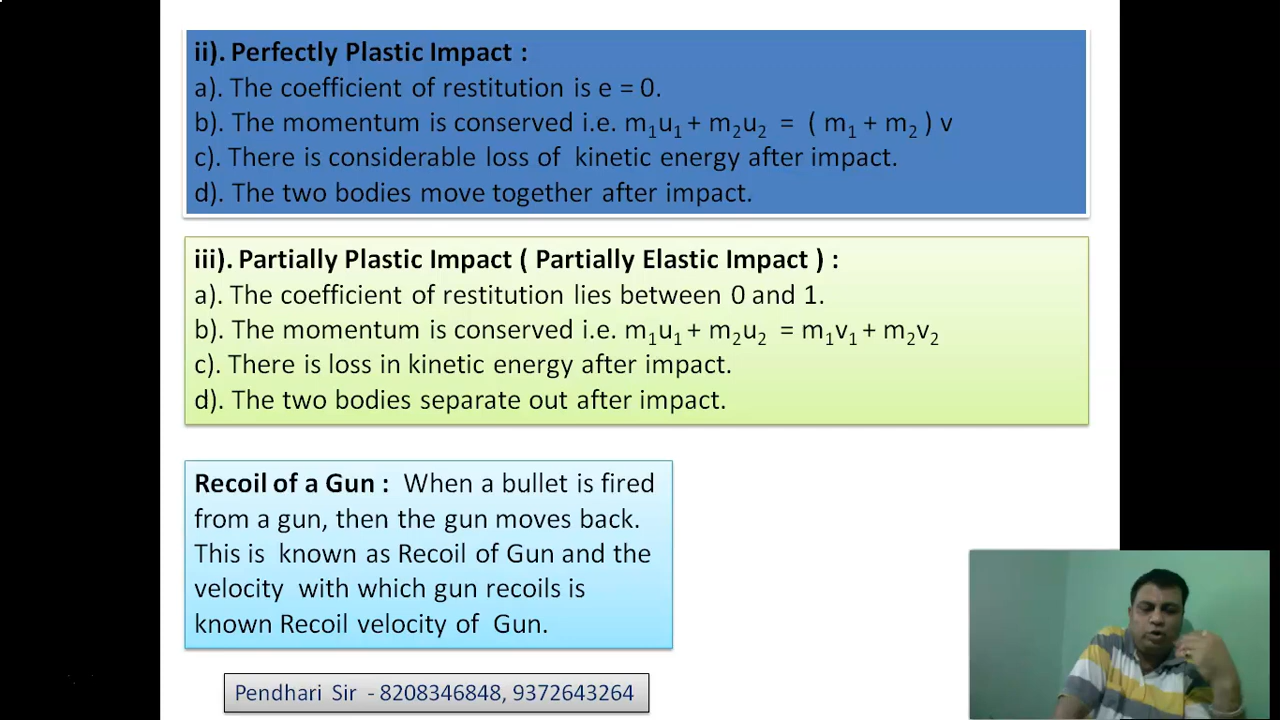 ii). Perfectly Plastic Impact :
a). The coefficient of restitution is e = 0.
b). The momentum is conserved i.e. m₁u₁ + m₂u₂ = ( m₁ + m₂ ) v
c). There is considerable loss of kinetic energy after impact.
d). The two bodies move together after impact.
iii). Partially Plastic Impact ( Partially Elastic Impact ) :
a). The coefficient of restitution lies between 0 and 1.
b). The momentum is conserved i.e. m₁u₁ + m₂u₂ = m₁v₁ + m₂v₂
c). There is loss in kinetic energy after impact.
d). The two bodies separate out after impact.
Recoil of a Gun : When a bullet is fired
from a gun, then the gun moves back.
This is known as Recoil of Gun and the
velocity with which gun recoils is
known Recoil velocity of Gun.
Pendhari Sir - 8208346848, 9372643264